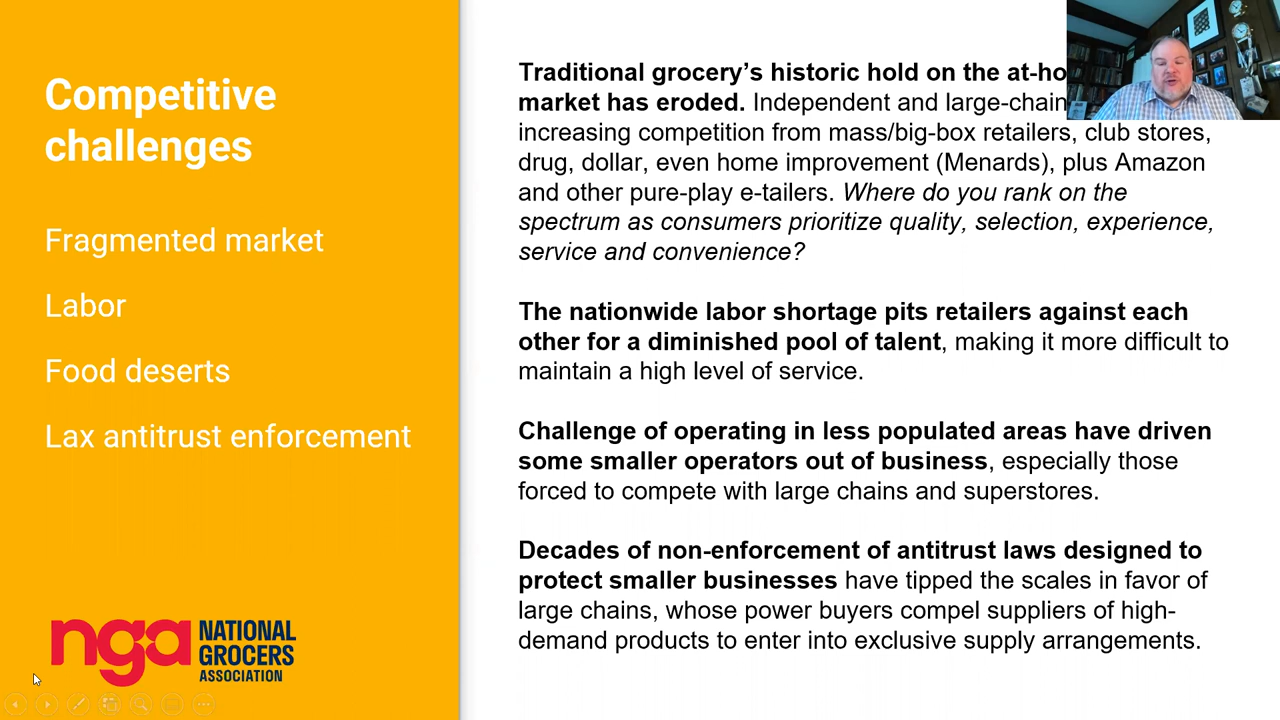 Competitive
challenges
Fragmented market
Labor
Food deserts
Lax antitrust enforcement
nga NATIONAL
GROCERS
ASSOCIATION
Traditional grocery’s historic hold on the at-ho
market has eroded. Independent and large-chain
increasing competition from mass/big-box retailers, club stores,
drug, dollar, even home improvement (Menards), plus Amazon
and other pure-play e-tailers. Where do you rank on the
spectrum as consumers prioritize quality, selection, experience,
service and convenience?
The nationwide labor shortage pits retailers against each
other for a diminished pool of talent, making it more difficult to
maintain a high level of service.
Challenge of operating in less populated areas have driven
some smaller operators out of business, especially those
forced to compete with large chains and superstores.
Decades of non-enforcement of antitrust laws designed to
protect smaller businesses have tipped the scales in favor of
large chains, whose power buyers compel suppliers of high-
demand products to enter into exclusive supply arrangements.